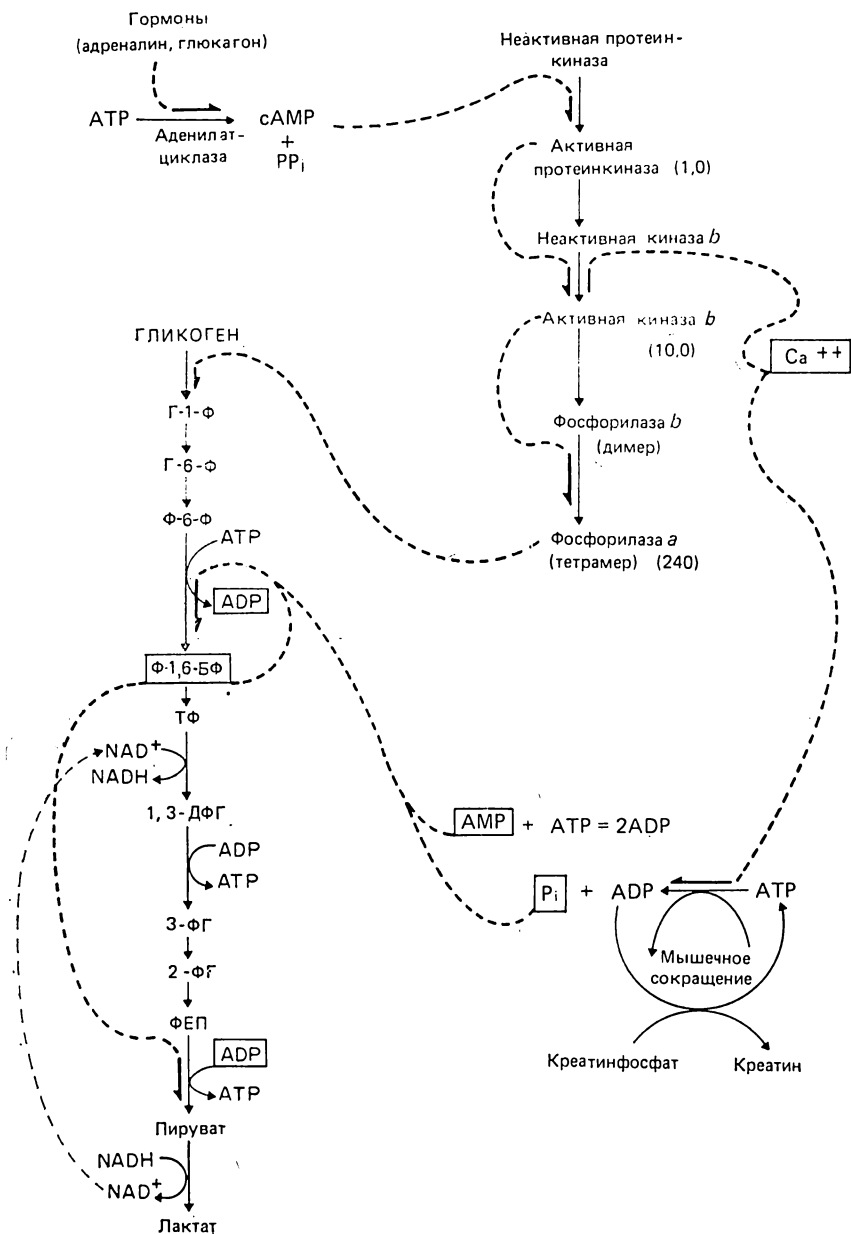 Гормоны
(адреналин, глюкагон)
ATP
Аденилат-
циклаза
cAMP
+
PPi
Неактивная протеин-
киназа
Активная
протеинкиназа (1,0)
Неактивная киназа b
Активная киназа b
(10,0)
Ca ++
Фосфорилаза b
(димер)
Фосфорилаза a
(тетрамер) (240)
ГЛИКОГЕН
Г-1-Ф
Г-6-Ф
Ф-6-Ф
ATP
ADP
Ф-1,6-БФ
ТФ
NAD+
NADH
1,3-ДФГ
ADP
ATP
3-ФГ
2-ФГ
ФЕП
ADP
ATP
Пируват
NADH
NAD+
Лактат
AMP + ATP = 2ADP
Pi + ADP ATP
Мышечное
сокращение
Креатинфосфат Креатин